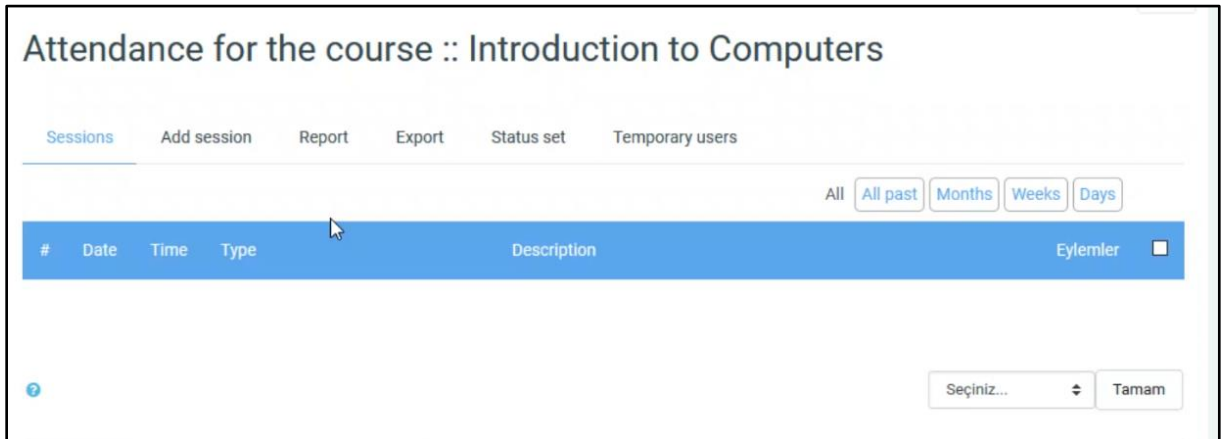 Attendance for the course :: Introduction to Computers
Sessions Add session Report Export Status set Temporary users
All All past Months Weeks Days
# Date Time Type Description Eylemler
Seçiniz... Tamam